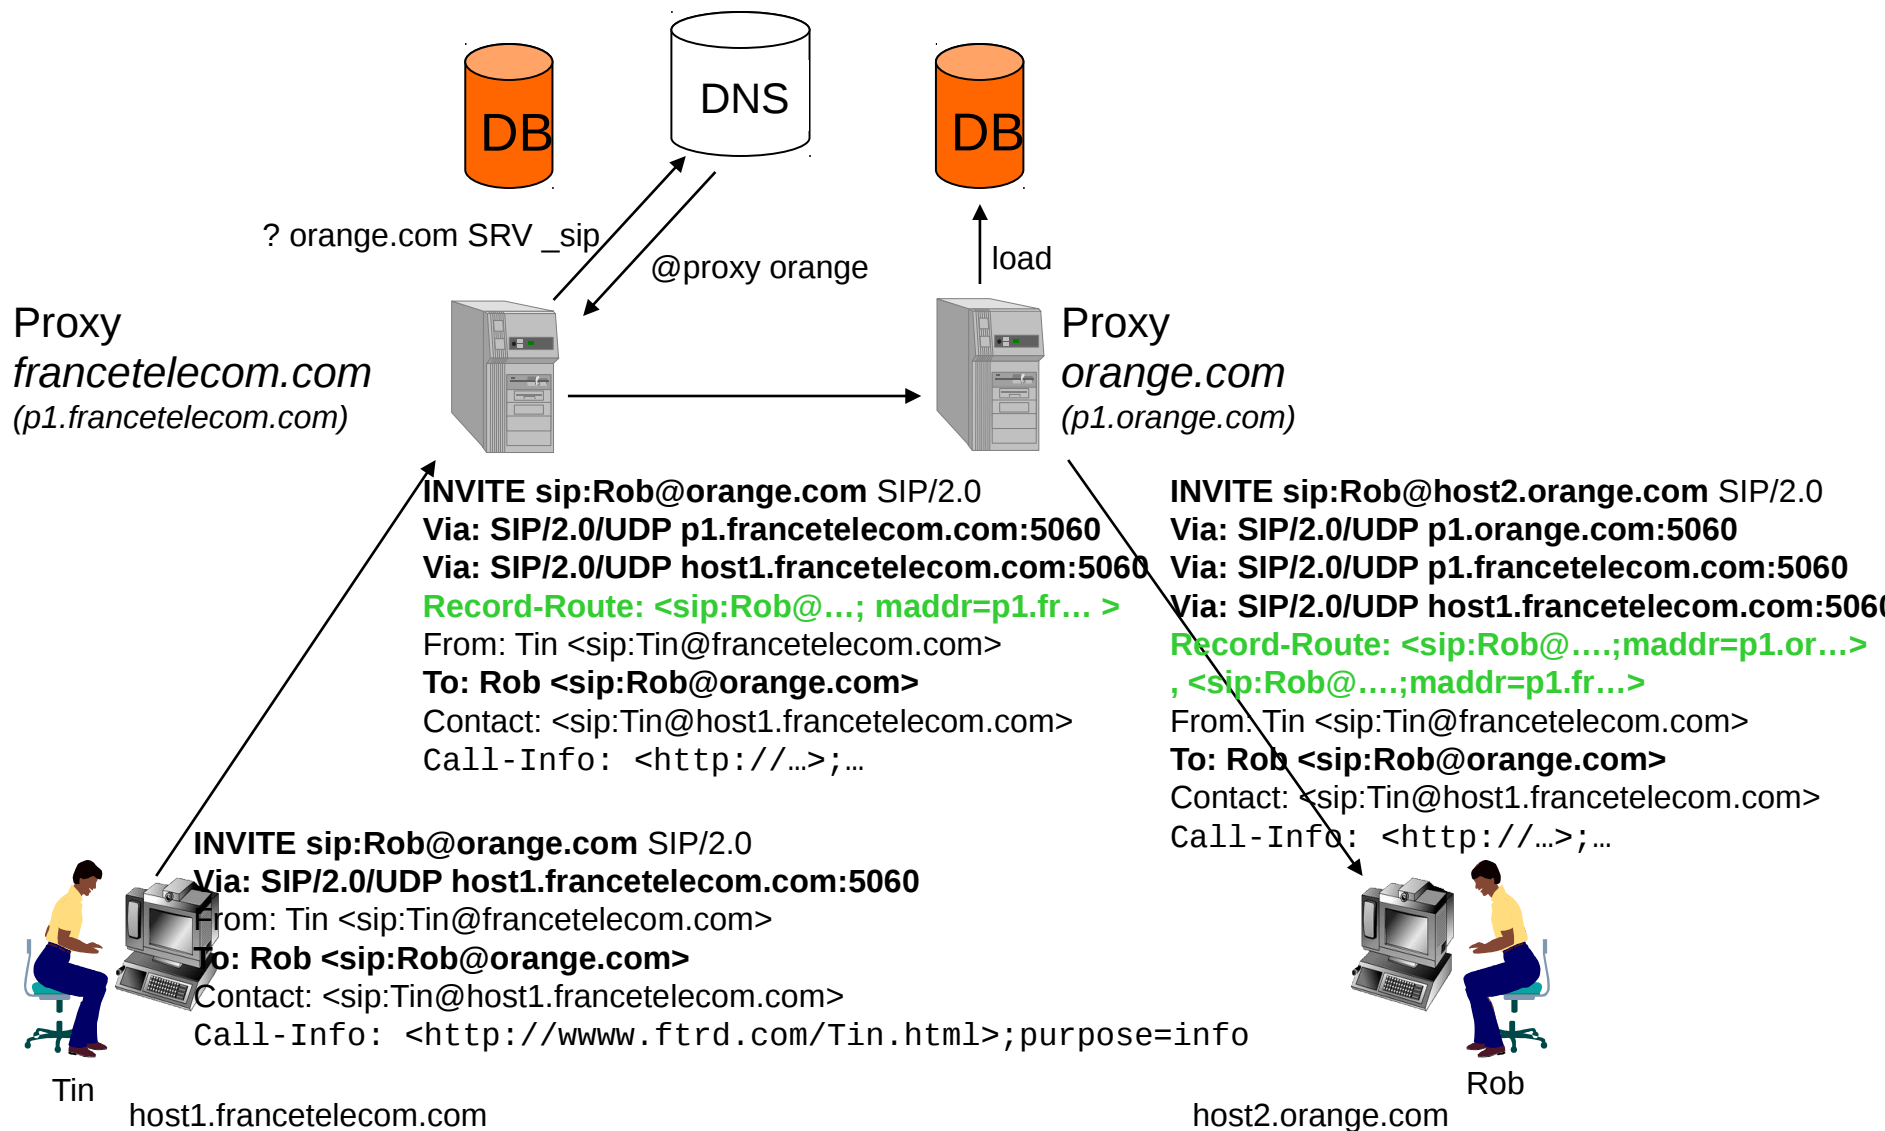 DB
DNS
DB
? orange.com SRV _sip
@proxy orange
load
Proxy
francetelecom.com
(p1.francetelecom.com)
Proxy
orange.com
(p1.orange.com)
INVITE sip:Rob@orange.com SIP/2.0
Via: SIP/2.0/UDP p1.francetelecom.com:5060
Via: SIP/2.0/UDP host1.francetelecom.com:5060
Record-Route: <sip:Rob@…; maddr=p1.fr… >
From: Tin <sip:Tin@francetelecom.com>
To: Rob <sip:Rob@orange.com>
Contact: <sip:Tin@host1.francetelecom.com>
Call-Info: <http://…>;…
INVITE sip:Rob@host2.orange.com SIP/2.0
Via: SIP/2.0/UDP p1.orange.com:5060
Via: SIP/2.0/UDP p1.francetelecom.com:5060
Via: SIP/2.0/UDP host1.francetelecom.com:5060
Record-Route: <sip:Rob@….;maddr=p1.or…>
, <sip:Rob@….;maddr=p1.fr…>
From: Tin <sip:Tin@francetelecom.com>
To: Rob <sip:Rob@orange.com>
Contact: <sip:Tin@host1.francetelecom.com>
Call-Info: <http://…>;…
INVITE sip:Rob@orange.com SIP/2.0
Via: SIP/2.0/UDP host1.francetelecom.com:5060
From: Tin <sip:Tin@francetelecom.com>
To: Rob <sip:Rob@orange.com>
Contact: <sip:Tin@host1.francetelecom.com>
Call-Info: <http://wwww.ftrd.com/Tin.html>;purpose=info
Tin
host1.francetelecom.com
Rob
host2.orange.com